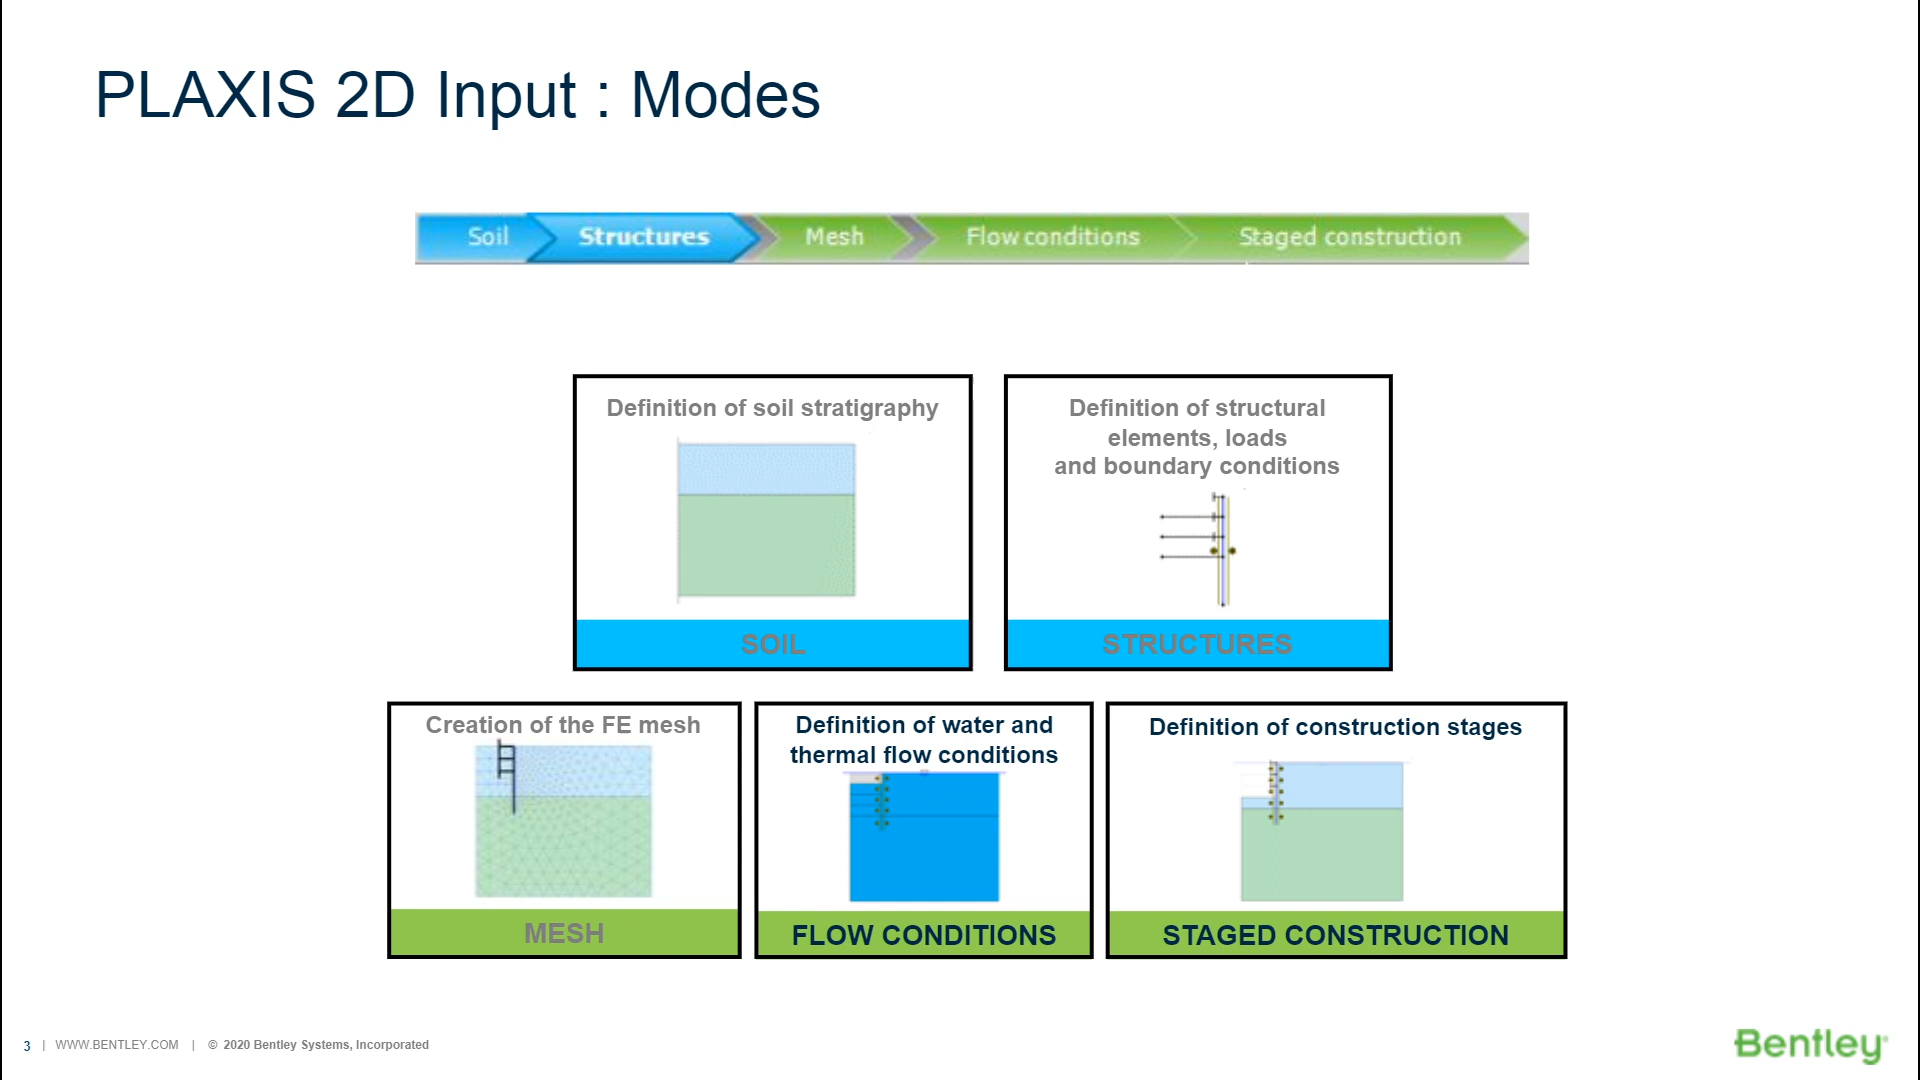 PLAXIS 2D Input : Modes
Soil Structures Mesh Flow conditions Staged construction
Definition of soil stratigraphy
SOIL
Definition of structural
elements, loads
and boundary conditions
STRUCTURES
Creation of the FE mesh
MESH
Definition of water and
thermal flow conditions
FLOW CONDITIONS
Definition of construction stages
STAGED CONSTRUCTION
3 | WWW.BENTLEY.COM | © 2020 Bentley Systems, Incorporated
Bentley®